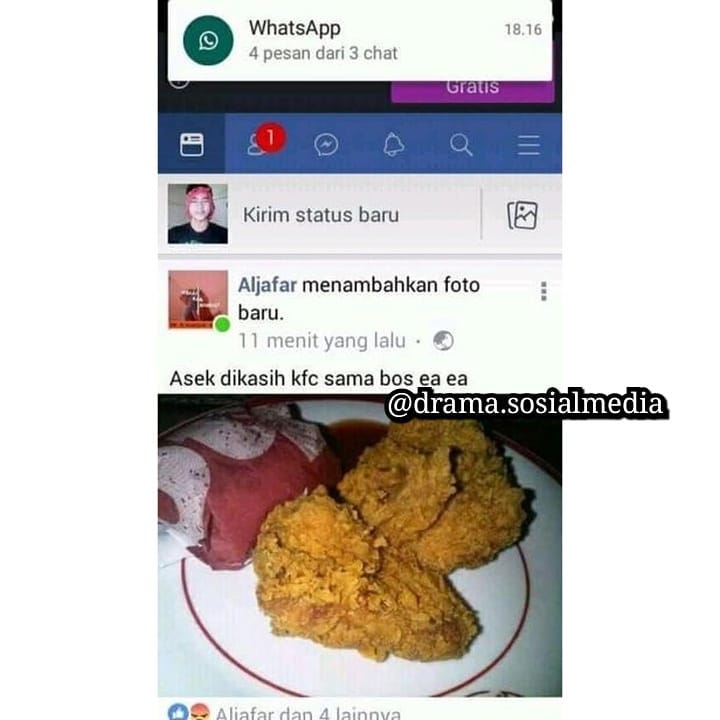 WhatsApp
18.16
4 pesan dari 3 chat
Gratis
1
Kirim status baru
Aljafar menambahkan foto
baru.
11 menit yang lalu ·
Asek dikasih kfc sama bos ea ea
@drama.sosialmedia
Aljafar dan 4 lainnya